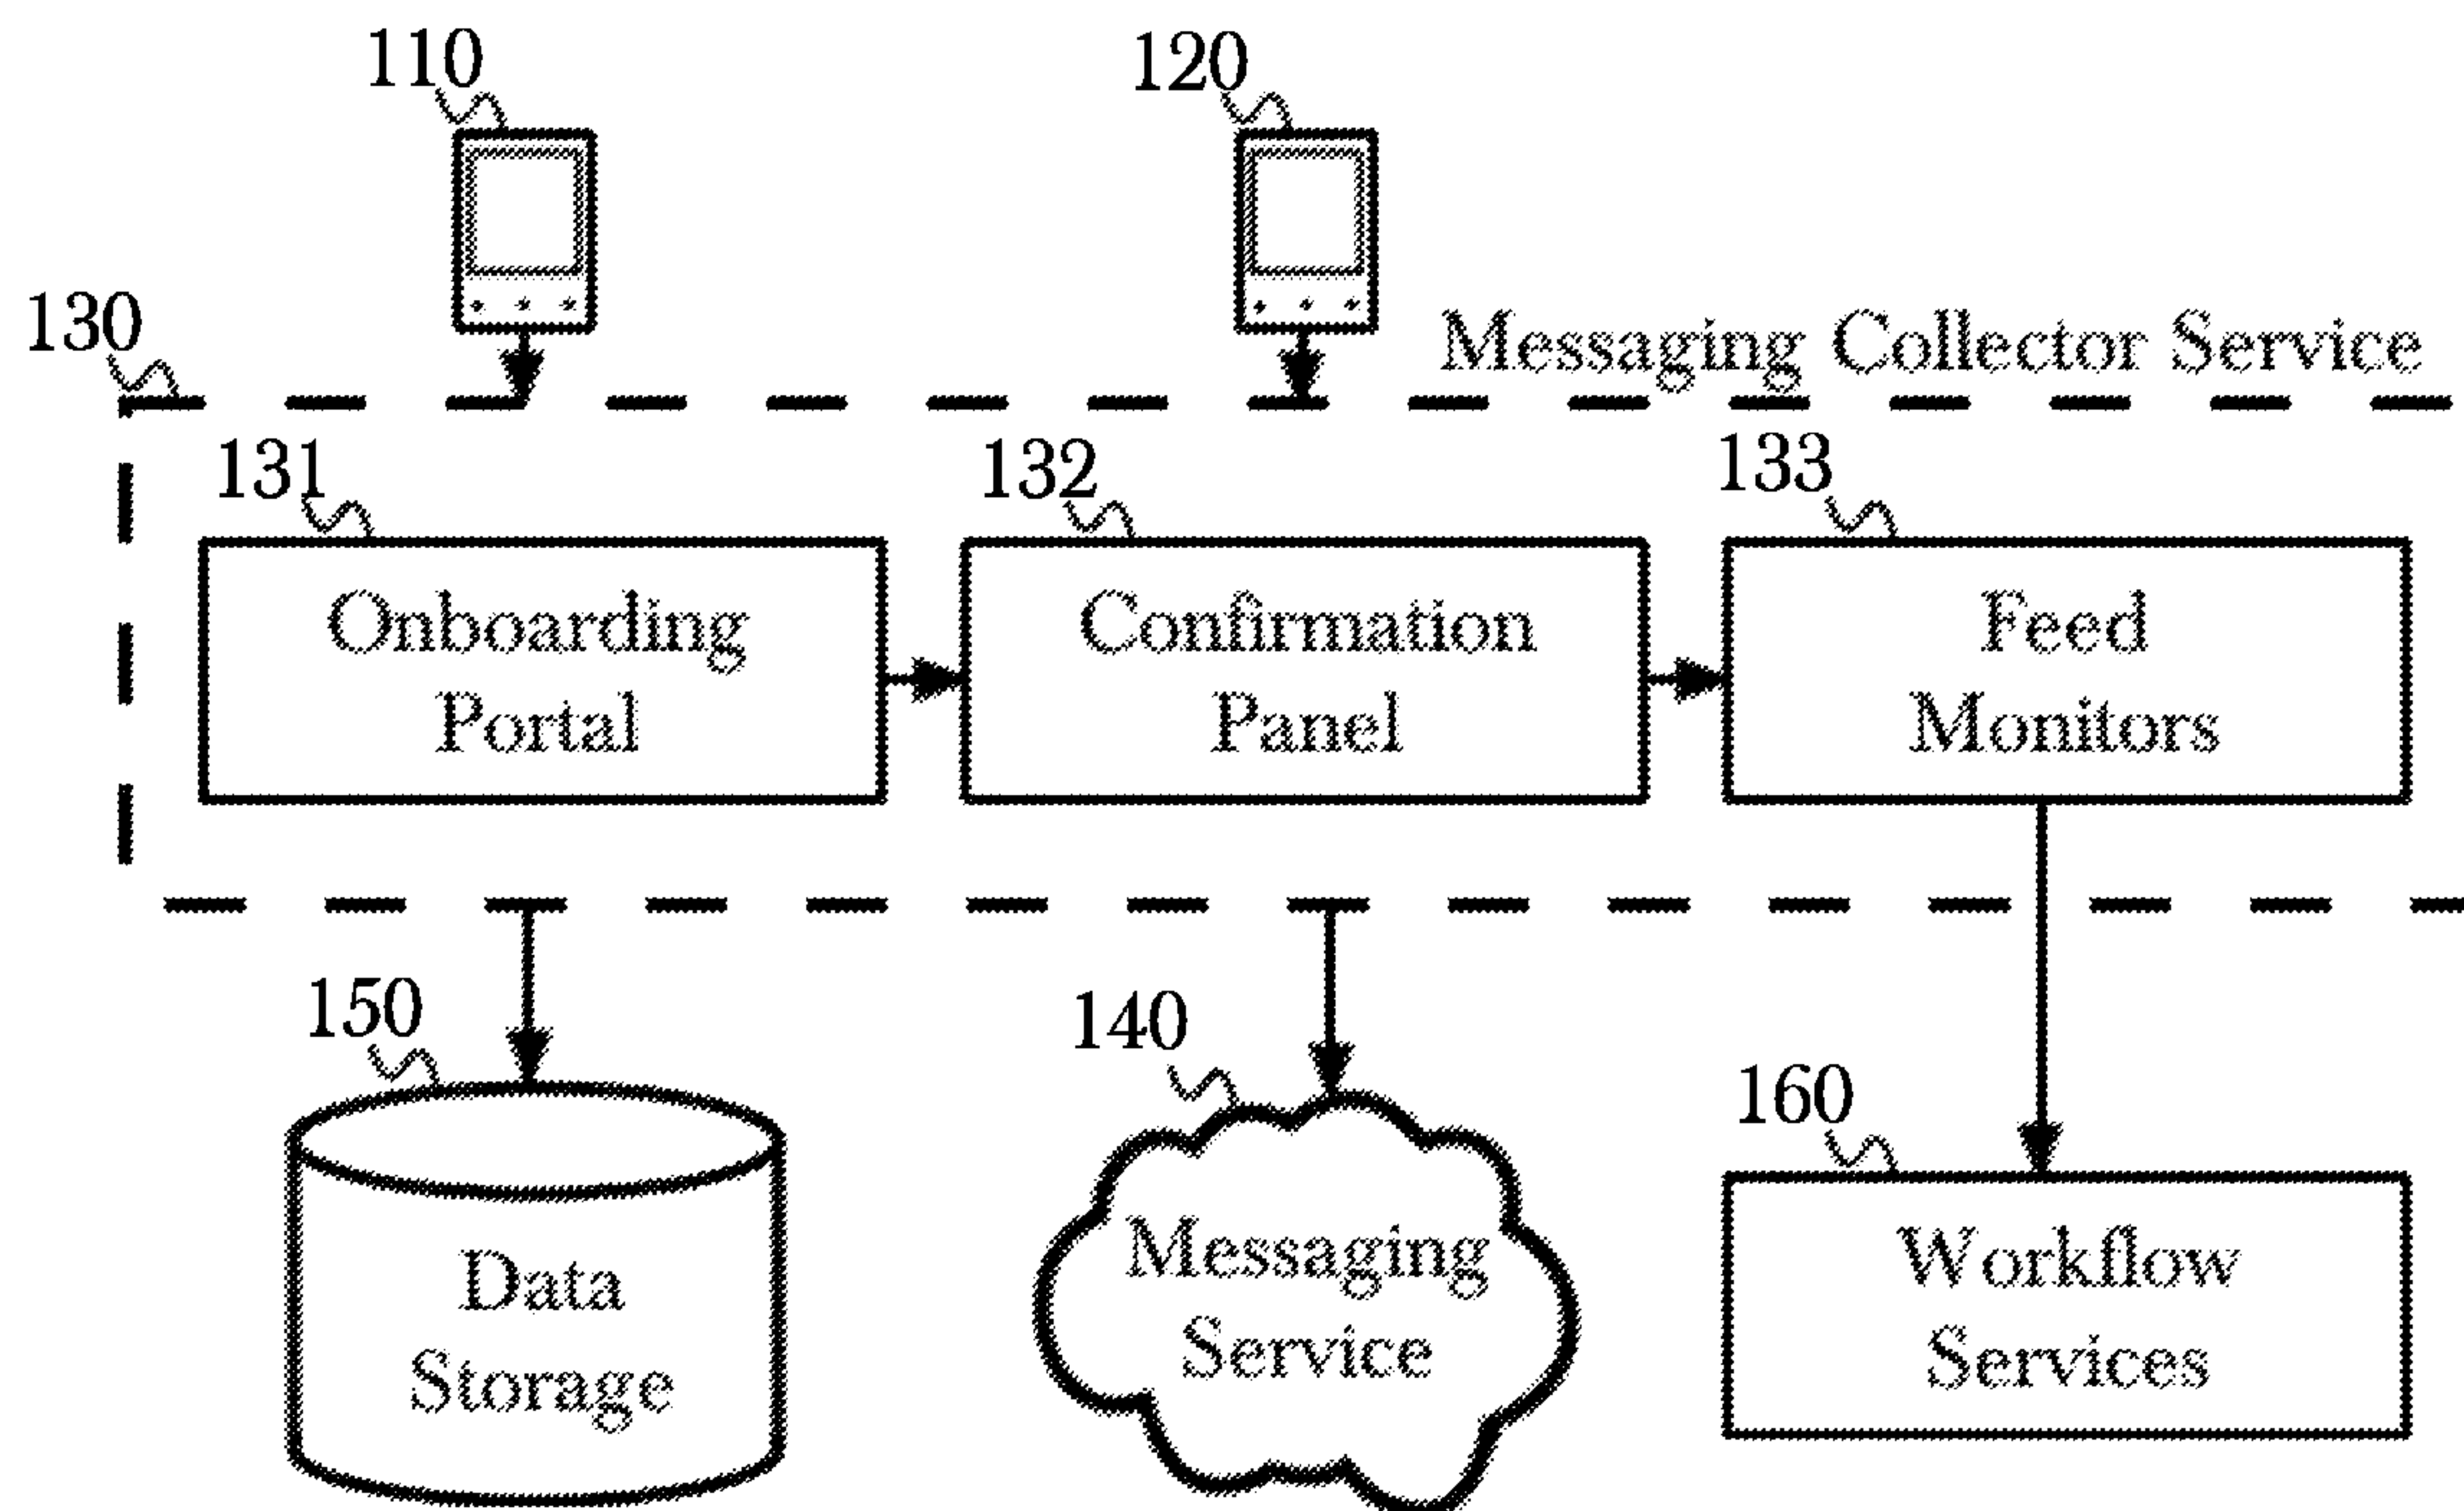 110
120
130
Messaging Collector Service
131
132
133
Onboarding
Portal
Confirmation
Panel
Feed
Monitors
150
140
160
Data
Storage
Messaging
Service
Workflow
Services